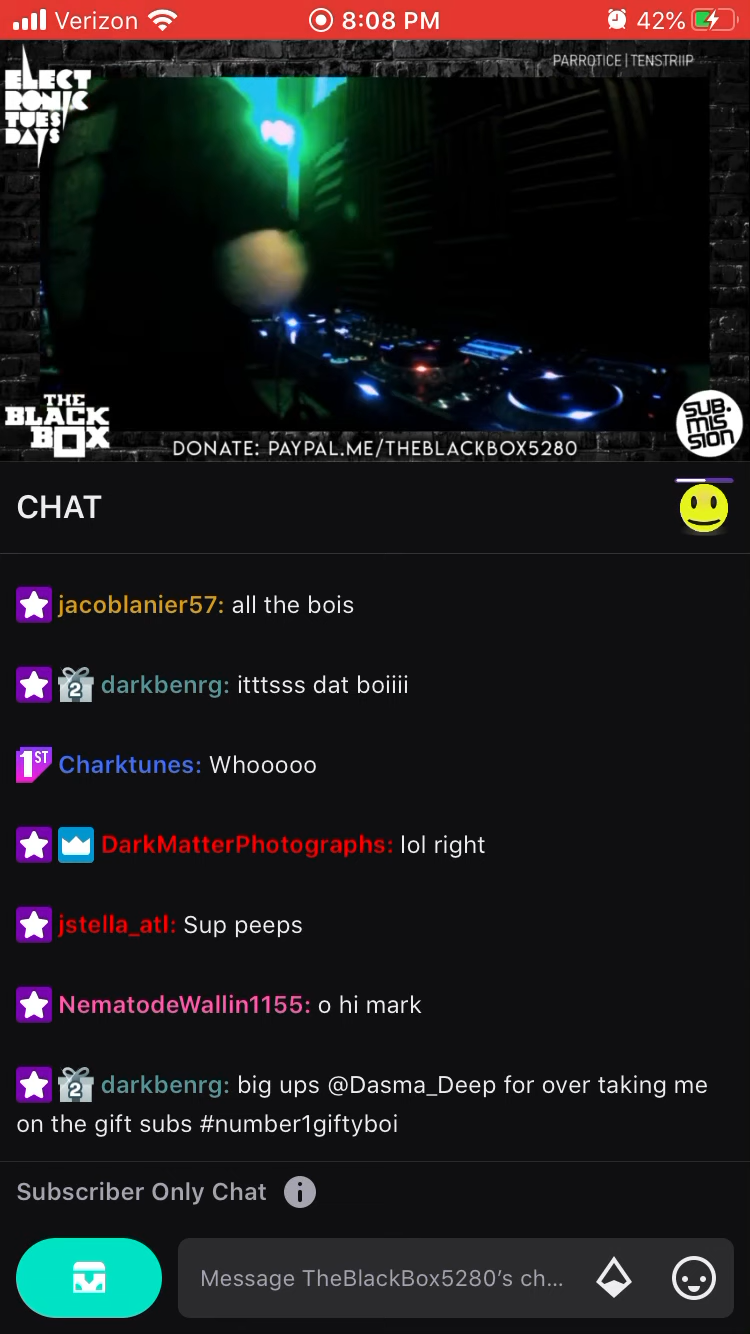 Verizon 8:08 PM 42%
PARROTICE | TENSTRIIP
ELECT
RONIC
TUES
DAYS
THE
BLACK
BOX
SUB.
MIS
SION
DONATE: PAYPAL.ME/THEBLACKBOX5280
CHAT
jacoblanier57: all the bois
2 darkbenrg: itttsss dat boiiii
1ST Charktunes: Whooooo
DarkMatterPhotographs: lol right
jstella_atl: Sup peeps
NematodeWallin1155: o hi mark
2 darkbenrg: big ups @Dasma_Deep for over taking me
on the gift subs #number1giftyboi
Subscriber Only Chat i
Message TheBlackBox5280’s ch...